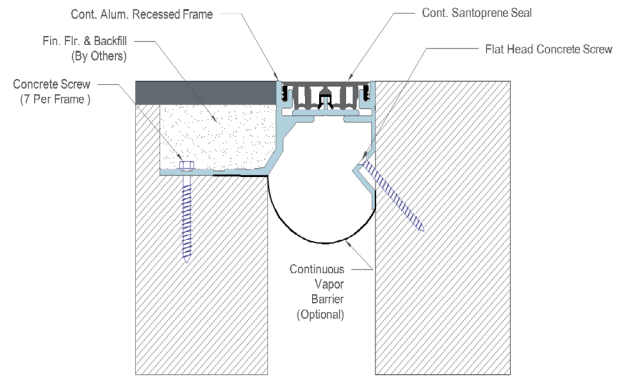 Cont. Alum. Recessed Frame
Cont. Santoprene Seal
Fin. Flr. & Backfill
(By Others)
Flat Head Concrete Screw
Concrete Screw
(7 Per Frame )
Continuous
Vapor
Barrier
(Optional)